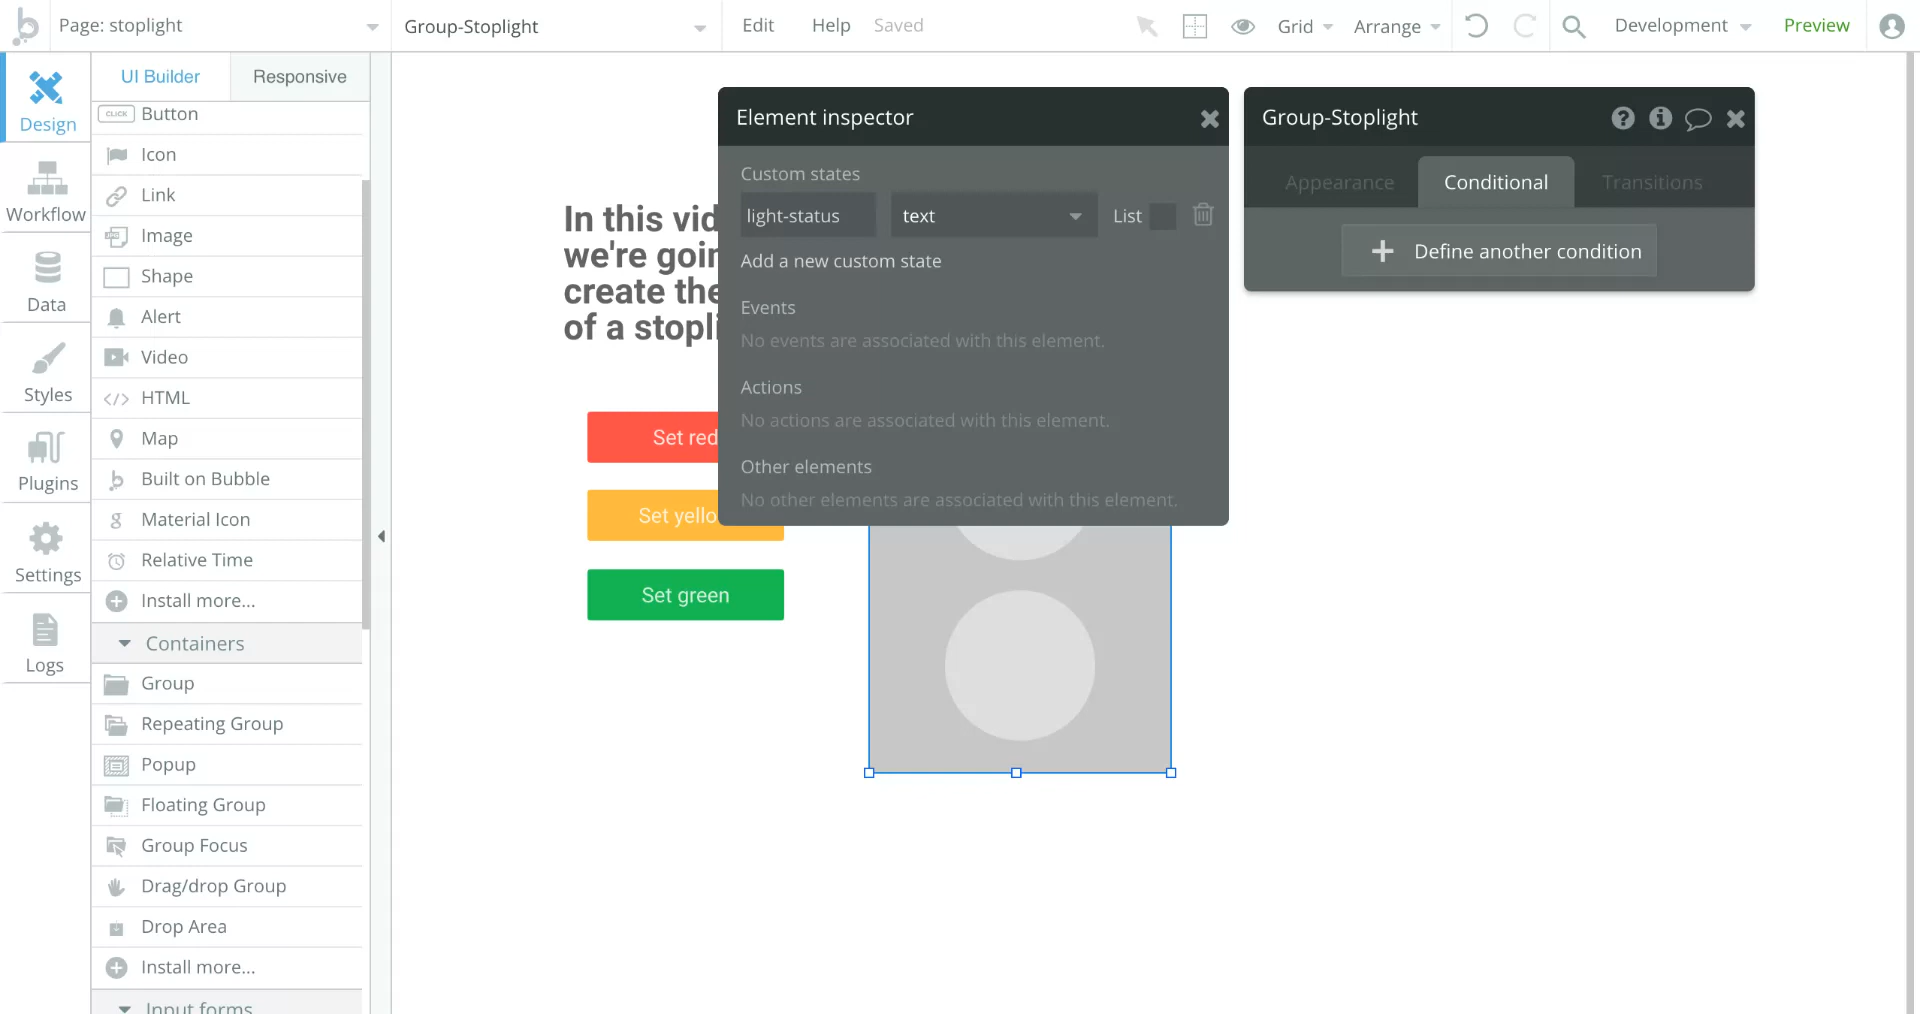 Page: stoplight
Group-Stoplight
Edit
Help
Saved
Grid
Arrange
Development
Preview
Design
Workflow
Data
Styles
Plugins
Settings
Logs
UI Builder
Responsive
CLICK
Button
Icon
Link
Image
Shape
Alert
Video
HTML
Map
Built on Bubble
Material Icon
Relative Time
Install more...
Containers
Group
Repeating Group
Popup
Floating Group
Group Focus
Drag/drop Group
Drop Area
Install more...
Input forms
In this vid
we're goin
create the
of a stopli
Set red
Set yello
Set green
Element inspector
Custom states
light-status
text
List
Add a new custom state
Events
No events are associated with this element.
Actions
No actions are associated with this element.
Other elements
No other elements are associated with this element.
Group-Stoplight
Appearance
Conditional
Transitions
Define another condition